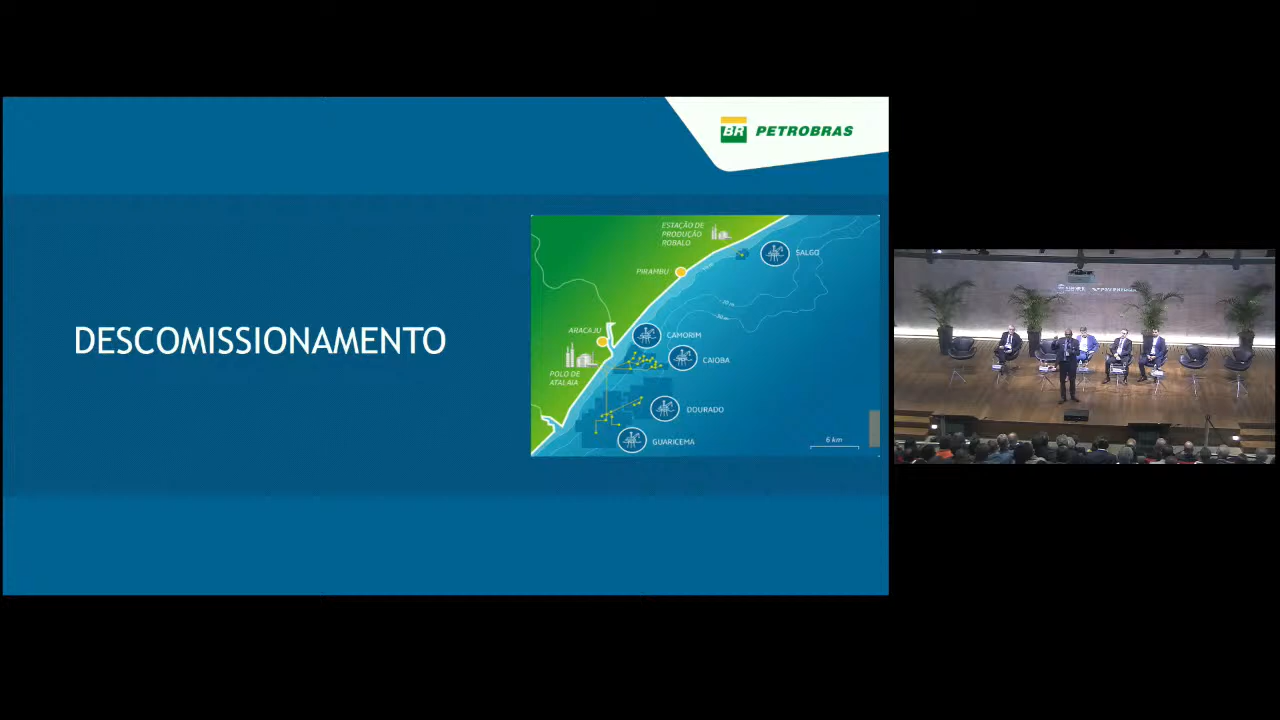 BR PETROBRAS
DESCOMISSIONAMENTO
ESTAÇÃO DE
PRODUÇÃO
ROBALO
SALGO
PIRAMBU
ARACAJU
CAMORIM
CAIOBA
POLO DE
ATALAIA
DOURADO
GUARICEMA
6 km